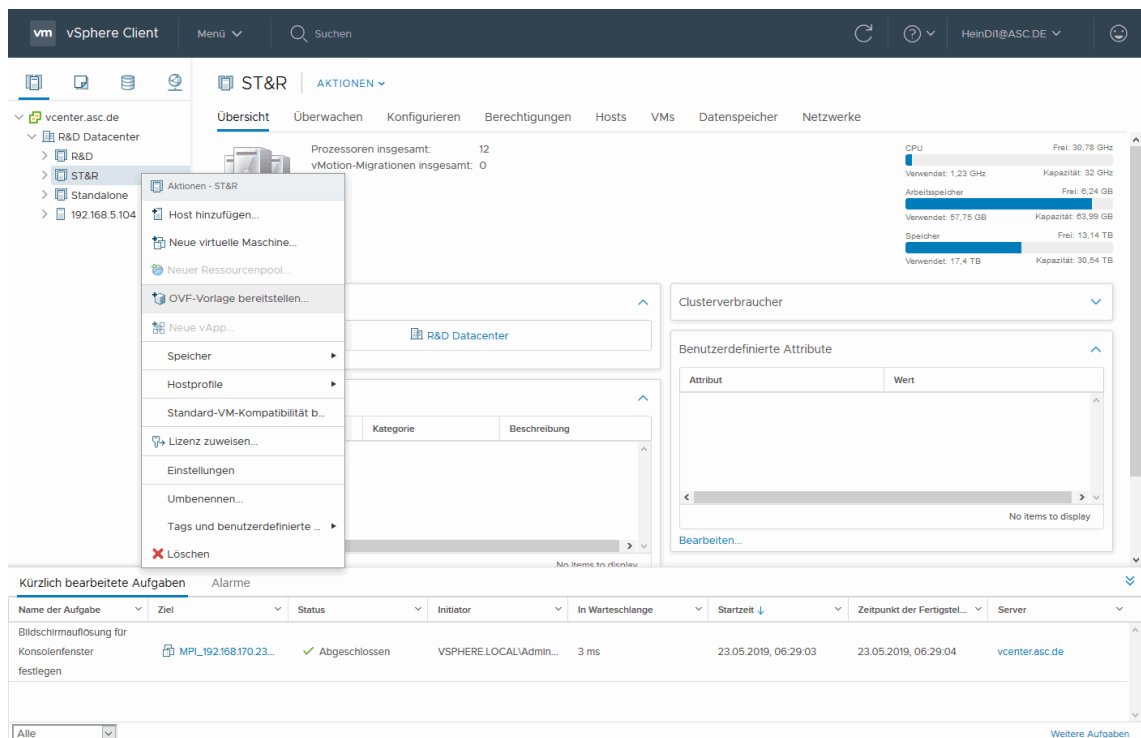 vm vSphere Client Menü Suchen HeinDi1@ASC.DE
ST&R AKTIONEN
Übersicht Überwachen Konfigurieren Berechtigungen Hosts VMs Datenspeicher Netzwerke
vcenter.asc.de
R&D Datacenter
R&D
ST&R
Standalone
192.168.5.104
Prozessoren insgesamt: 12
vMotion-Migrationen insgesamt: 0
CPU Frei: 30,78 GHz
Verwendet: 1,23 GHz Kapazität: 32 GHz
Arbeitsspeicher Frei: 6,24 GB
Verwendet: 57,75 GB Kapazität: 63,99 GB
Speicher Frei: 13,14 TB
Verwendet: 17,4 TB Kapazität: 30,54 TB
Aktionen - ST&R
Host hinzufügen...
Neue virtuelle Maschine...
Neuer Ressourcenpool...
OVF-Vorlage bereitstellen...
Neue vApp...
Speicher
Hostprofile
Standard-VM-Kompatibilität b...
Lizenz zuweisen...
Einstellungen
Umbenennen...
Tags und benutzerdefinierte ...
Löschen
R&D Datacenter
Kategorie Beschreibung
No items to display
Clusterverbraucher
Benutzerdefinierte Attribute
Attribut Wert
No items to display
Bearbeiten...
Kürzlich bearbeitete Aufgaben Alarme
Name der Aufgabe Ziel Status Initiator In Warteschlange Startzeit Zeitpunkt der Fertigstel... Server
Bildschirmauflösung für
Konsolenfenster MPI_192.168.170.23... Abgeschlossen VSPHERE.LOCAL\Admin... 3 ms 23.05.2019, 06:29:03 23.05.2019, 06:29:04 vcenter.asc.de
festlegen
Alle Weitere Aufgaben